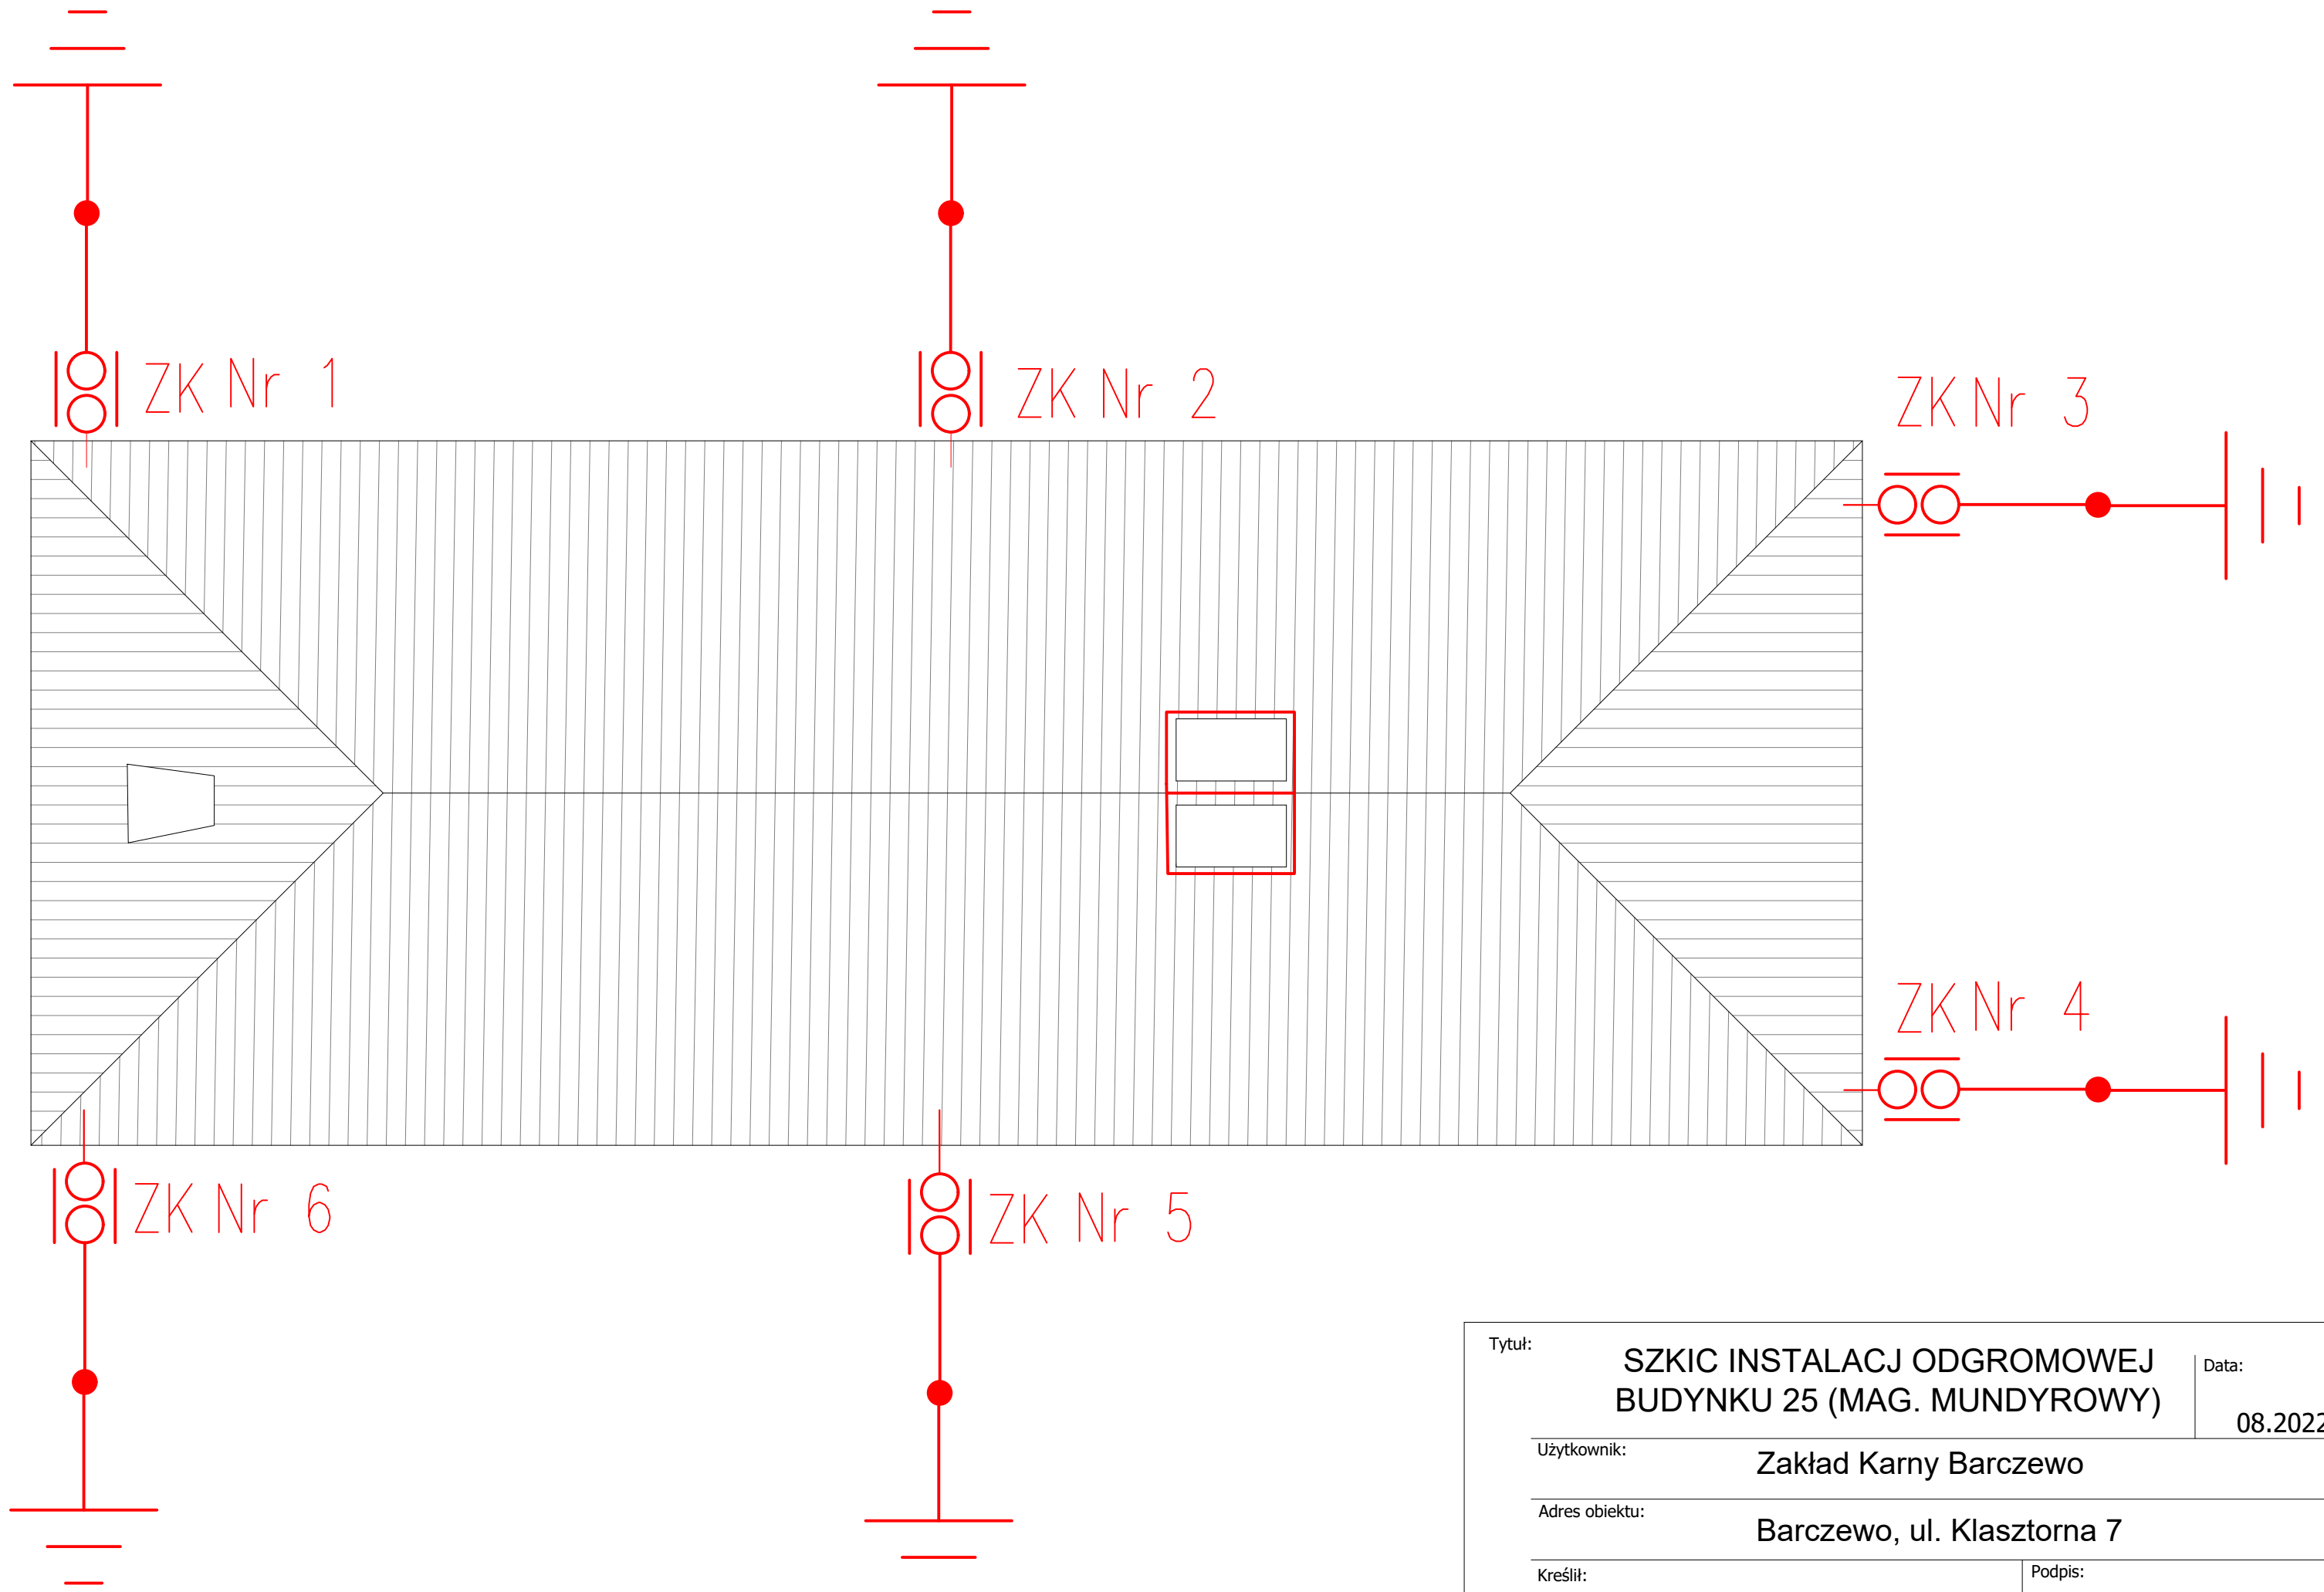 ZK Nr 1
ZK Nr 2
ZK Nr 3
ZK Nr 4
ZK Nr 6
ZK Nr 5
Tytuł:
SZKIC INSTALACJ ODGROMOWEJ
BUDYNKU 25 (MAG. MUNDYROWY)
Data:
08.2022
Użytkownik:
Zakład Karny Barczewo
Adres obiektu:
Barczewo, ul. Klasztorna 7
Kreślił:
Podpis: